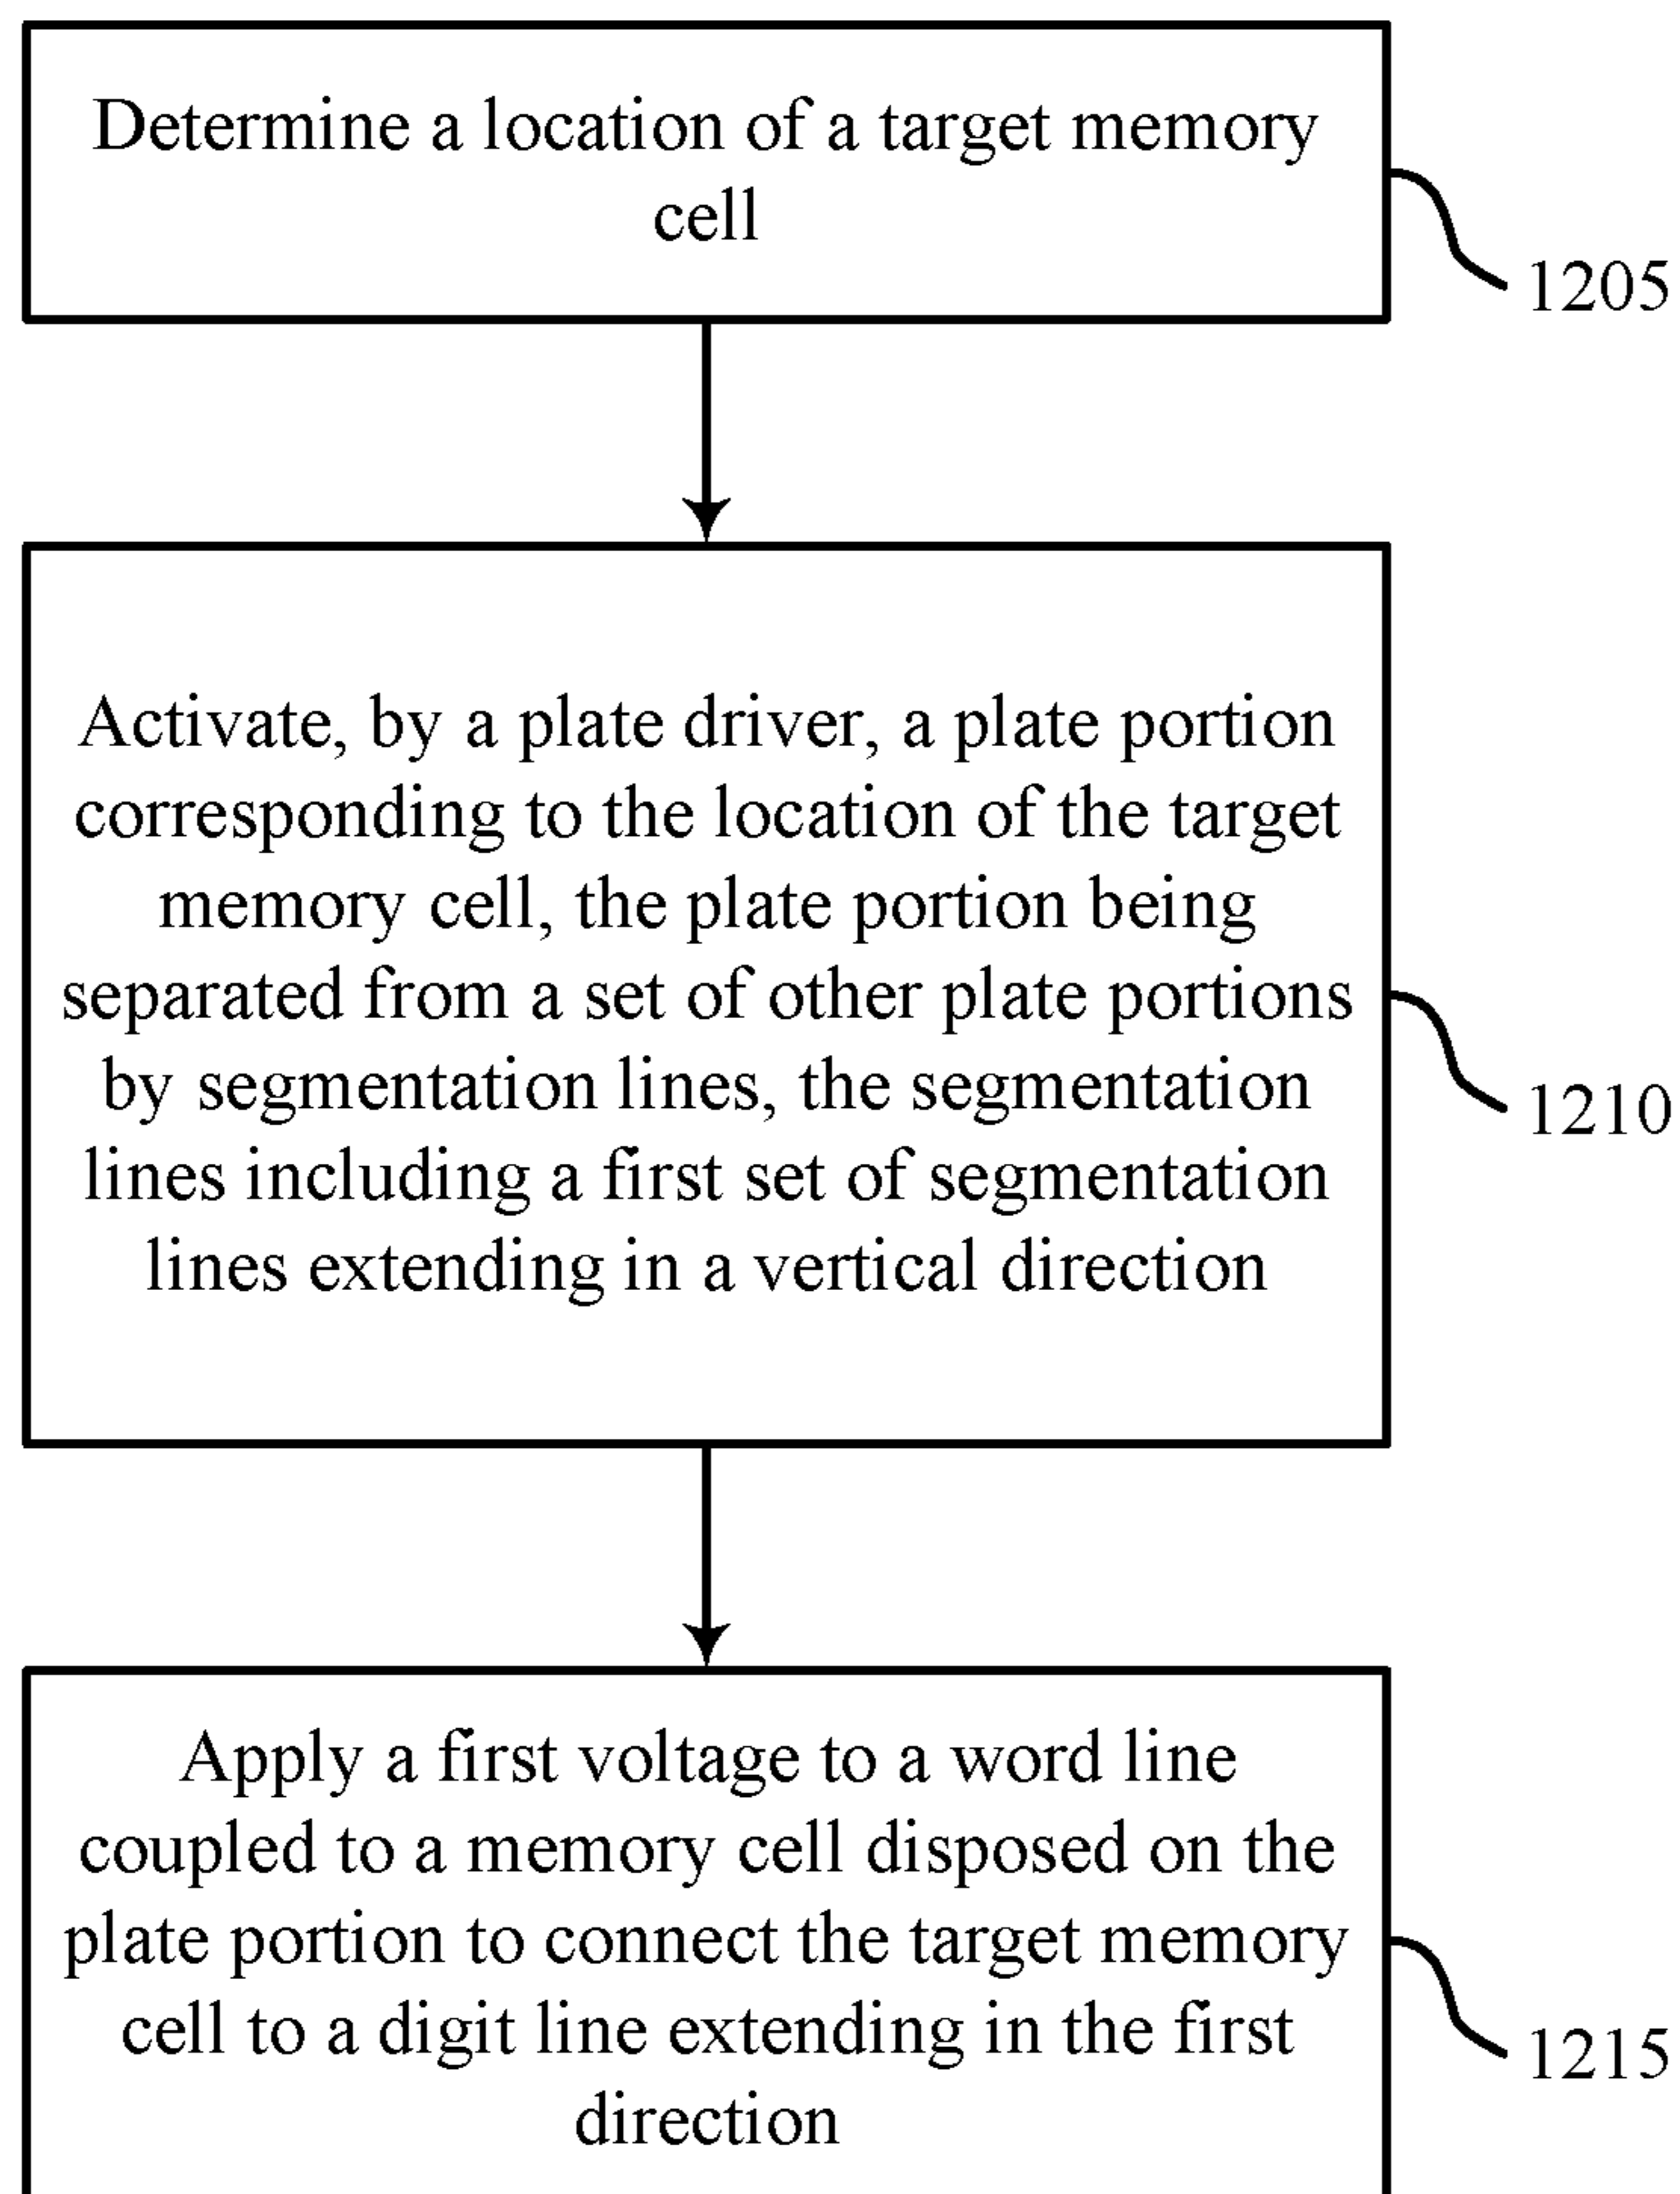 Determine a location of a target memory
cell
1205
Activate, by a plate driver, a plate portion
corresponding to the location of the target
memory cell, the plate portion being
separated from a set of other plate portions
by segmentation lines, the segmentation
lines including a first set of segmentation
lines extending in a vertical direction
1210
Apply a first voltage to a word line
coupled to a memory cell disposed on the
plate portion to connect the target memory
cell to a digit line extending in the first
direction
1215